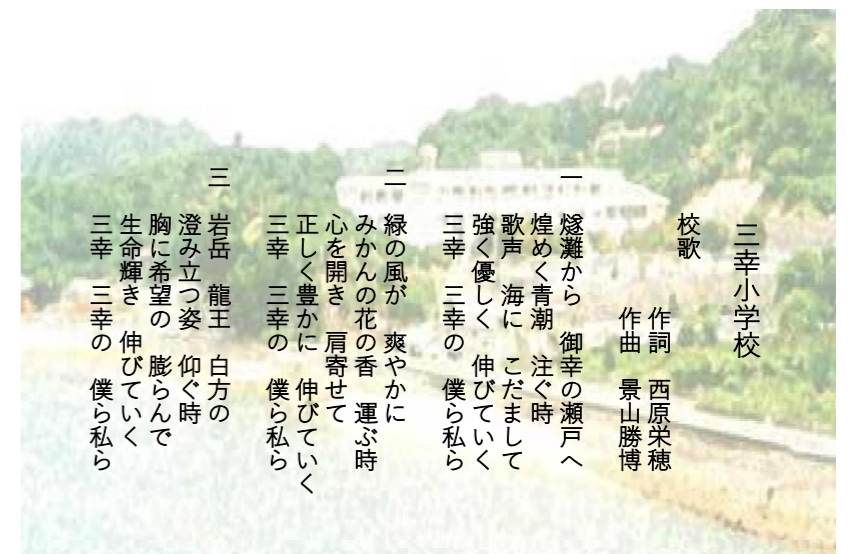 三幸小学校
校歌
作詞 西原栄穂
作曲 景山勝博
一 燧灘から 御幸の瀬戸へ
煌めく青潮 注ぐ時
歌声 海に こだまして
強く優しく 伸びていく
三幸 三幸の 僕ら私ら
二 緑の風が 爽やかに
みかんの花の香 運ぶ時
心を開き 肩寄せて
正しく豊かに 伸びていく
三幸 三幸の 僕ら私ら
三 岩岳 龍王 白方の
澄み立つ姿 仰ぐ時
胸に希望の 膨らんで
生命輝き 伸びていく
三幸 三幸の 僕ら私ら